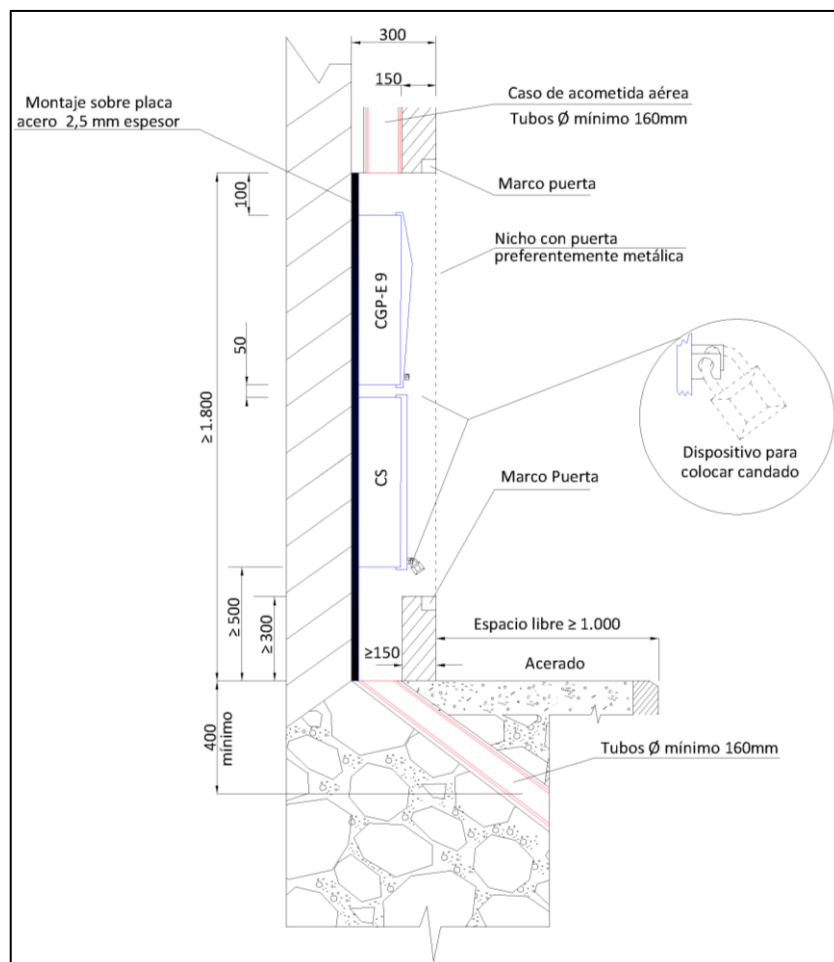 300
150
Montaje sobre placa
acero 2,5 mm espesor
Caso de acometida aérea
Tubos Ø mínimo 160mm
Marco puerta
100
Nicho con puerta
preferentemente metálica
CGP-E 9
50
≥1.800
CS
Dispositivo para
colocar candado
Marco Puerta
≥500
≥300
≥150
Espacio libre ≥ 1.000
Acerado
400
mínimo
Tubos Ø mínimo 160mm